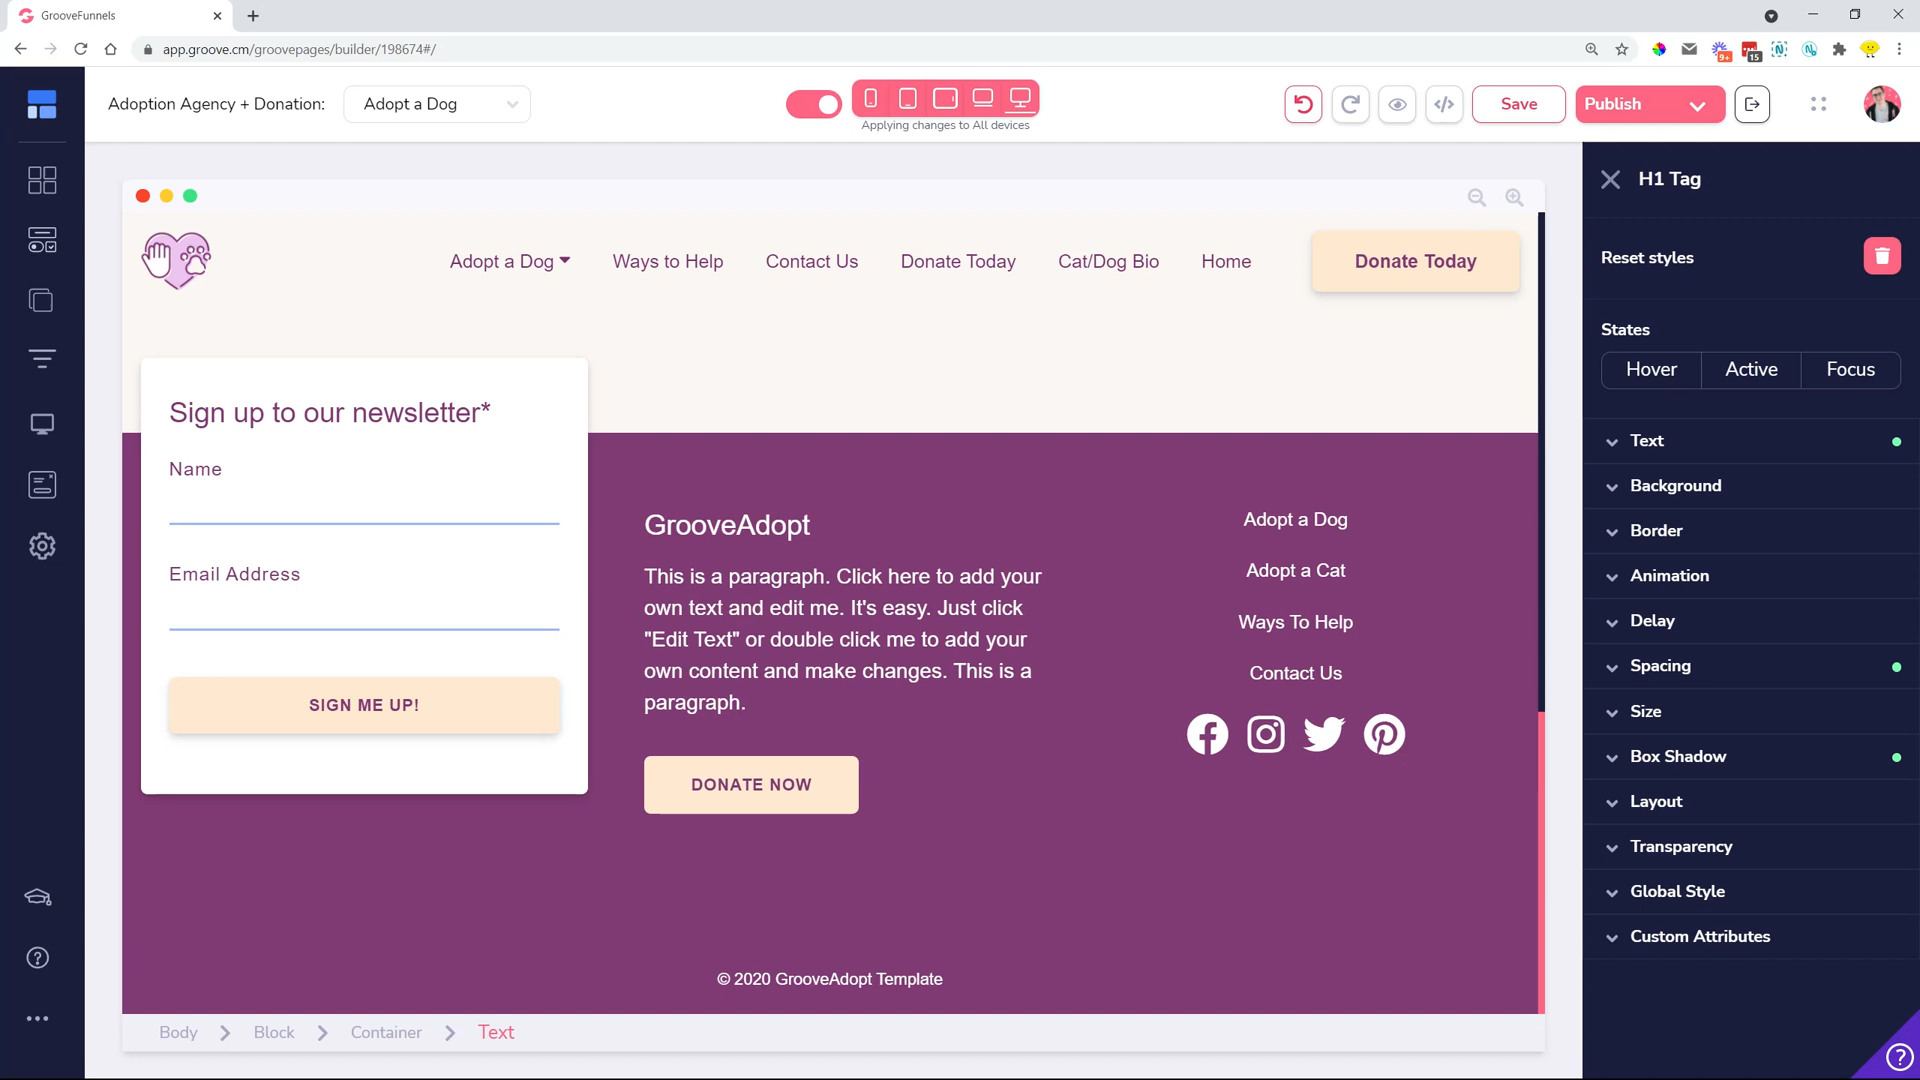 GrooveFunnels
app.groove.cm/groovepages/builder/198674#/
9+
15
Adoption Agency + Donation:
Adopt a Dog
Applying changes to All devices
Save
Publish
H1 Tag
Reset styles
States
Hover
Active
Focus
Text
Background
Border
Animation
Delay
Spacing
Size
Box Shadow
Layout
Transparency
Global Style
Custom Attributes
Adopt a Dog
Ways to Help
Contact Us
Donate Today
Cat/Dog Bio
Home
Donate Today
Sign up to our newsletter*
Name
Email Address
SIGN ME UP!
GrooveAdopt
This is a paragraph. Click here to add your
own text and edit me. It's easy. Just click
"Edit Text" or double click me to add your
own content and make changes. This is a
paragraph.
DONATE NOW
Adopt a Dog
Adopt a Cat
Ways To Help
Contact Us
© 2020 GrooveAdopt Template
Body
Block
Container
Text